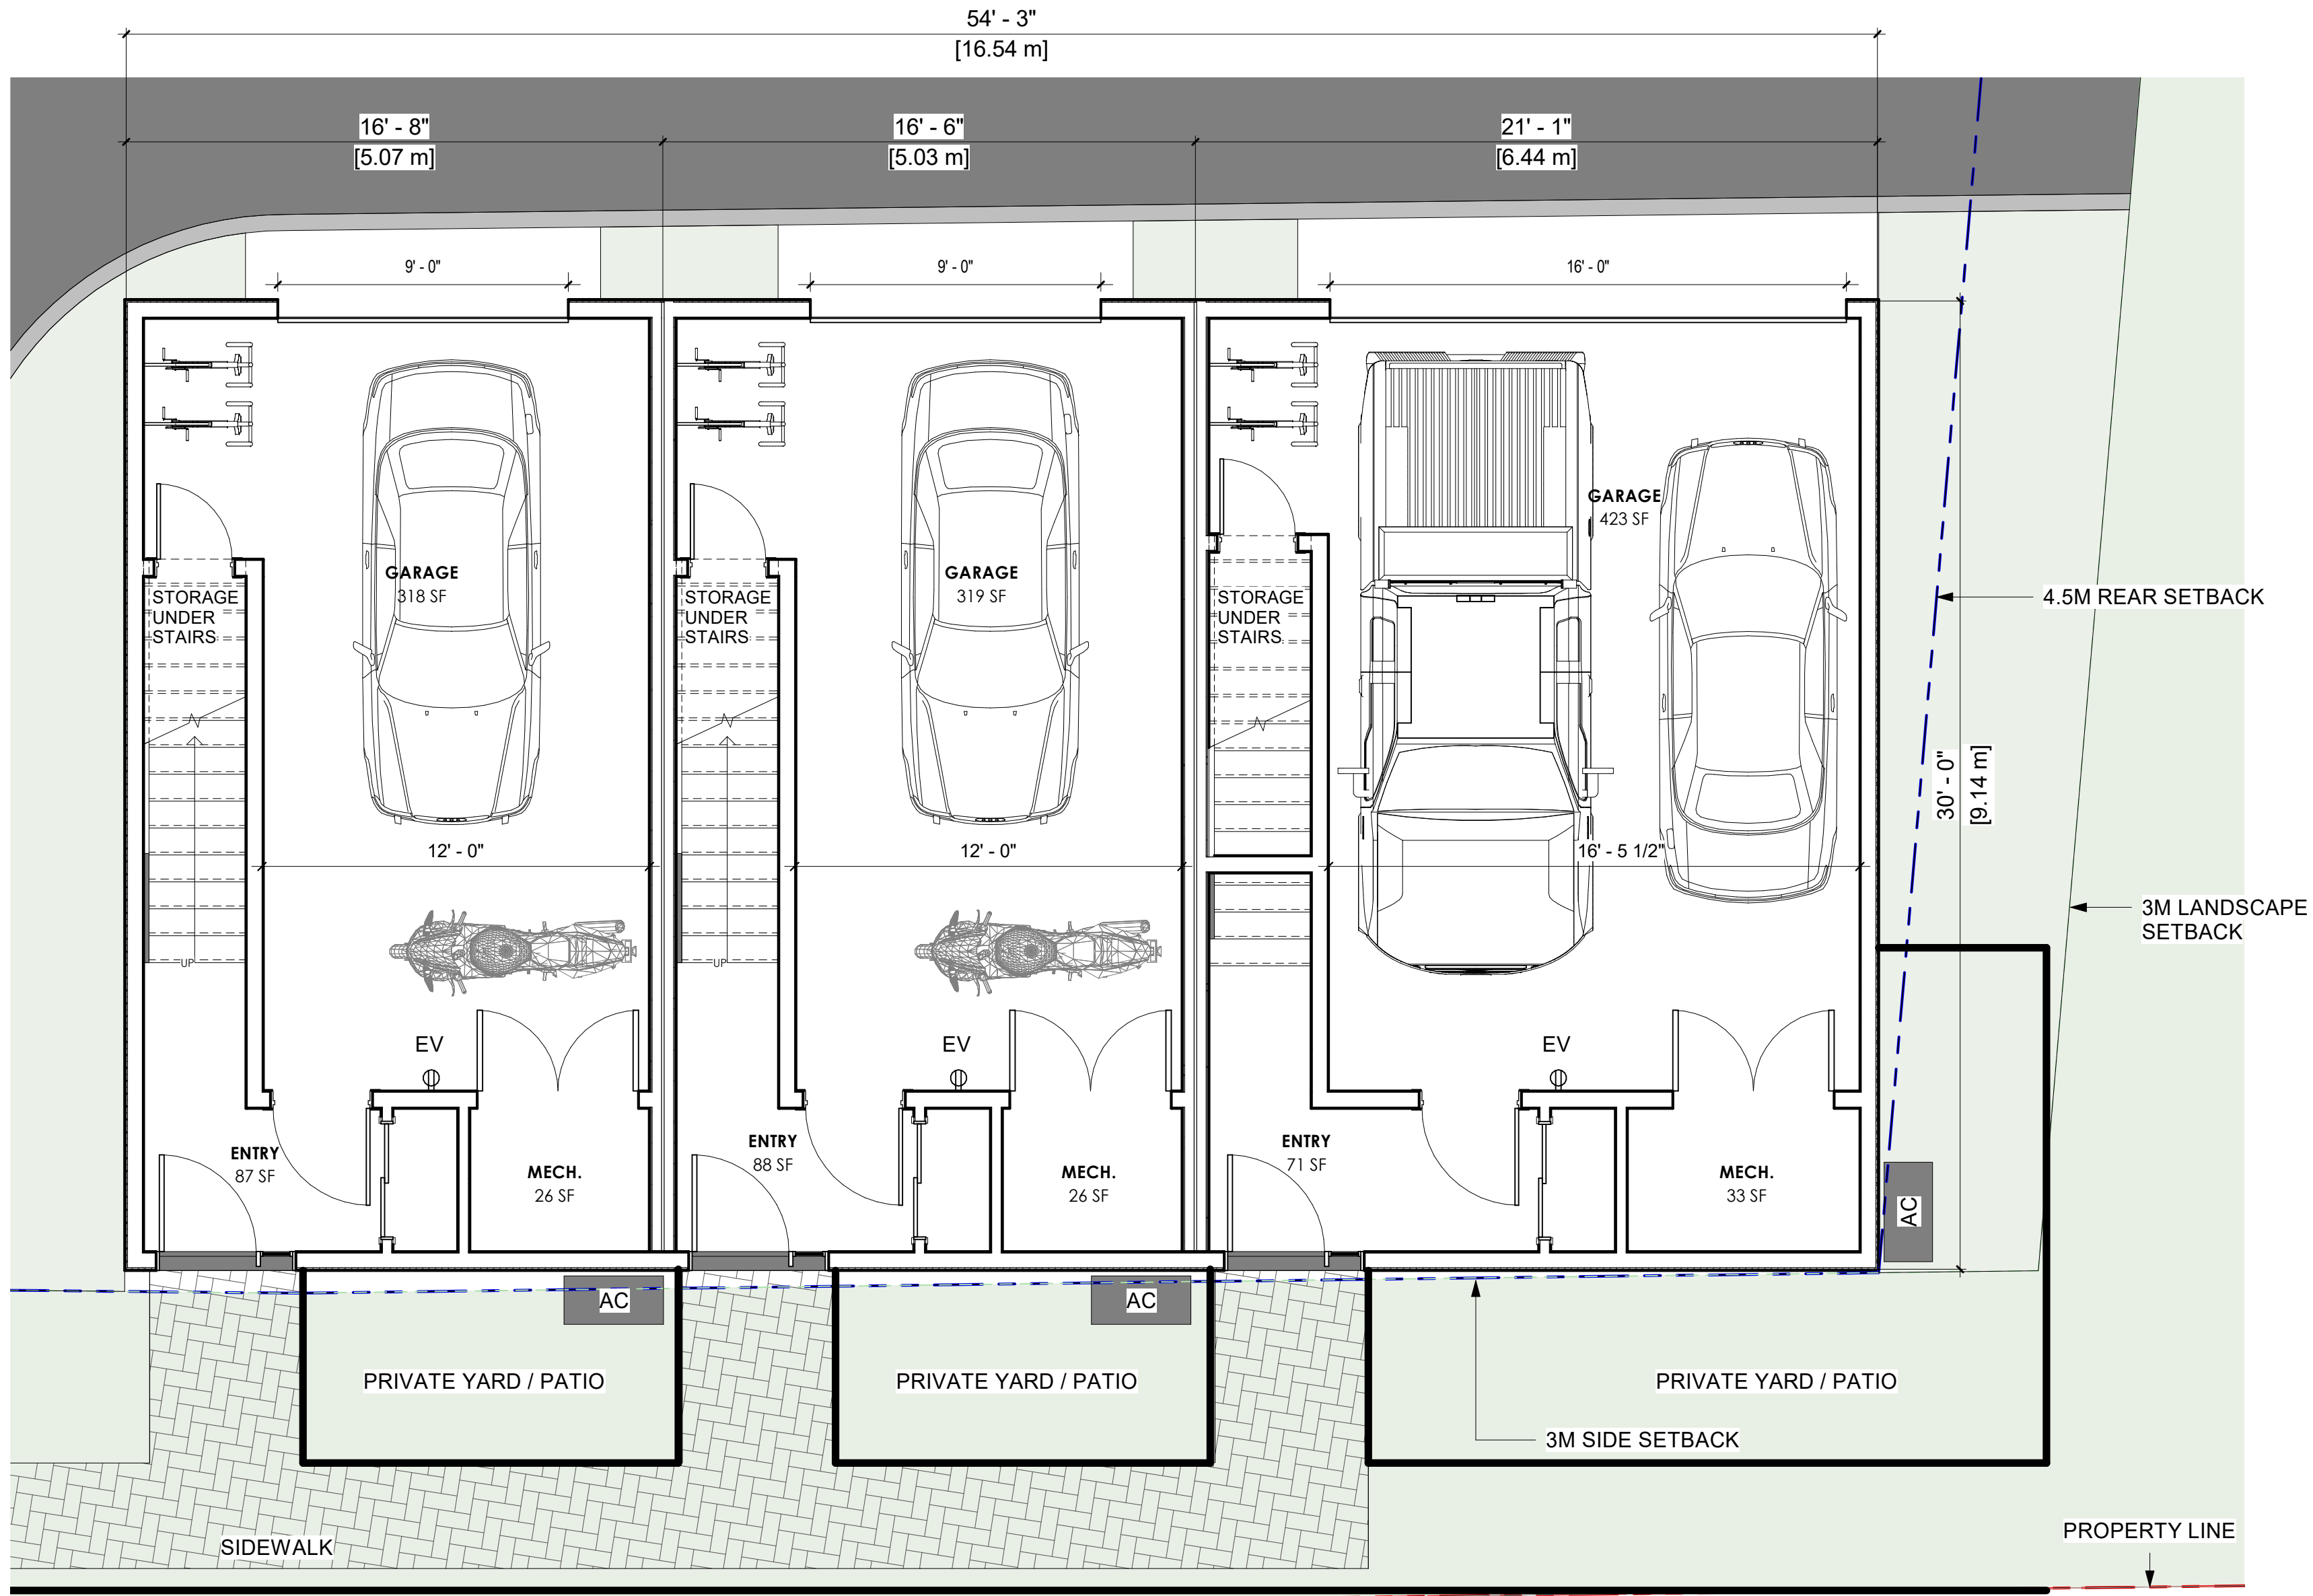 54' - 3"
[16.54 m]
16' - 8"
[5.07 m]
16' - 6"
[5.03 m]
21' - 1"
[6.44 m]
9' - 0"
9' - 0"
16' - 0"
GARAGE
318 SF
GARAGE
319 SF
GARAGE
423 SF
STORAGE
UNDER
STAIRS
STORAGE
UNDER
STAIRS
STORAGE
UNDER
STAIRS
4.5M REAR SETBACK
30' - 0"
[9.14 m]
12' - 0"
12' - 0"
16' - 5 1/2"
3M LANDSCAPE
SETBACK
UP
UP
EV
EV
EV
ENTRY
87 SF
MECH.
26 SF
ENTRY
88 SF
MECH.
26 SF
ENTRY
71 SF
MECH.
33 SF
AC
AC
AC
PRIVATE YARD / PATIO
PRIVATE YARD / PATIO
PRIVATE YARD / PATIO
3M SIDE SETBACK
SIDEWALK
PROPERTY LINE